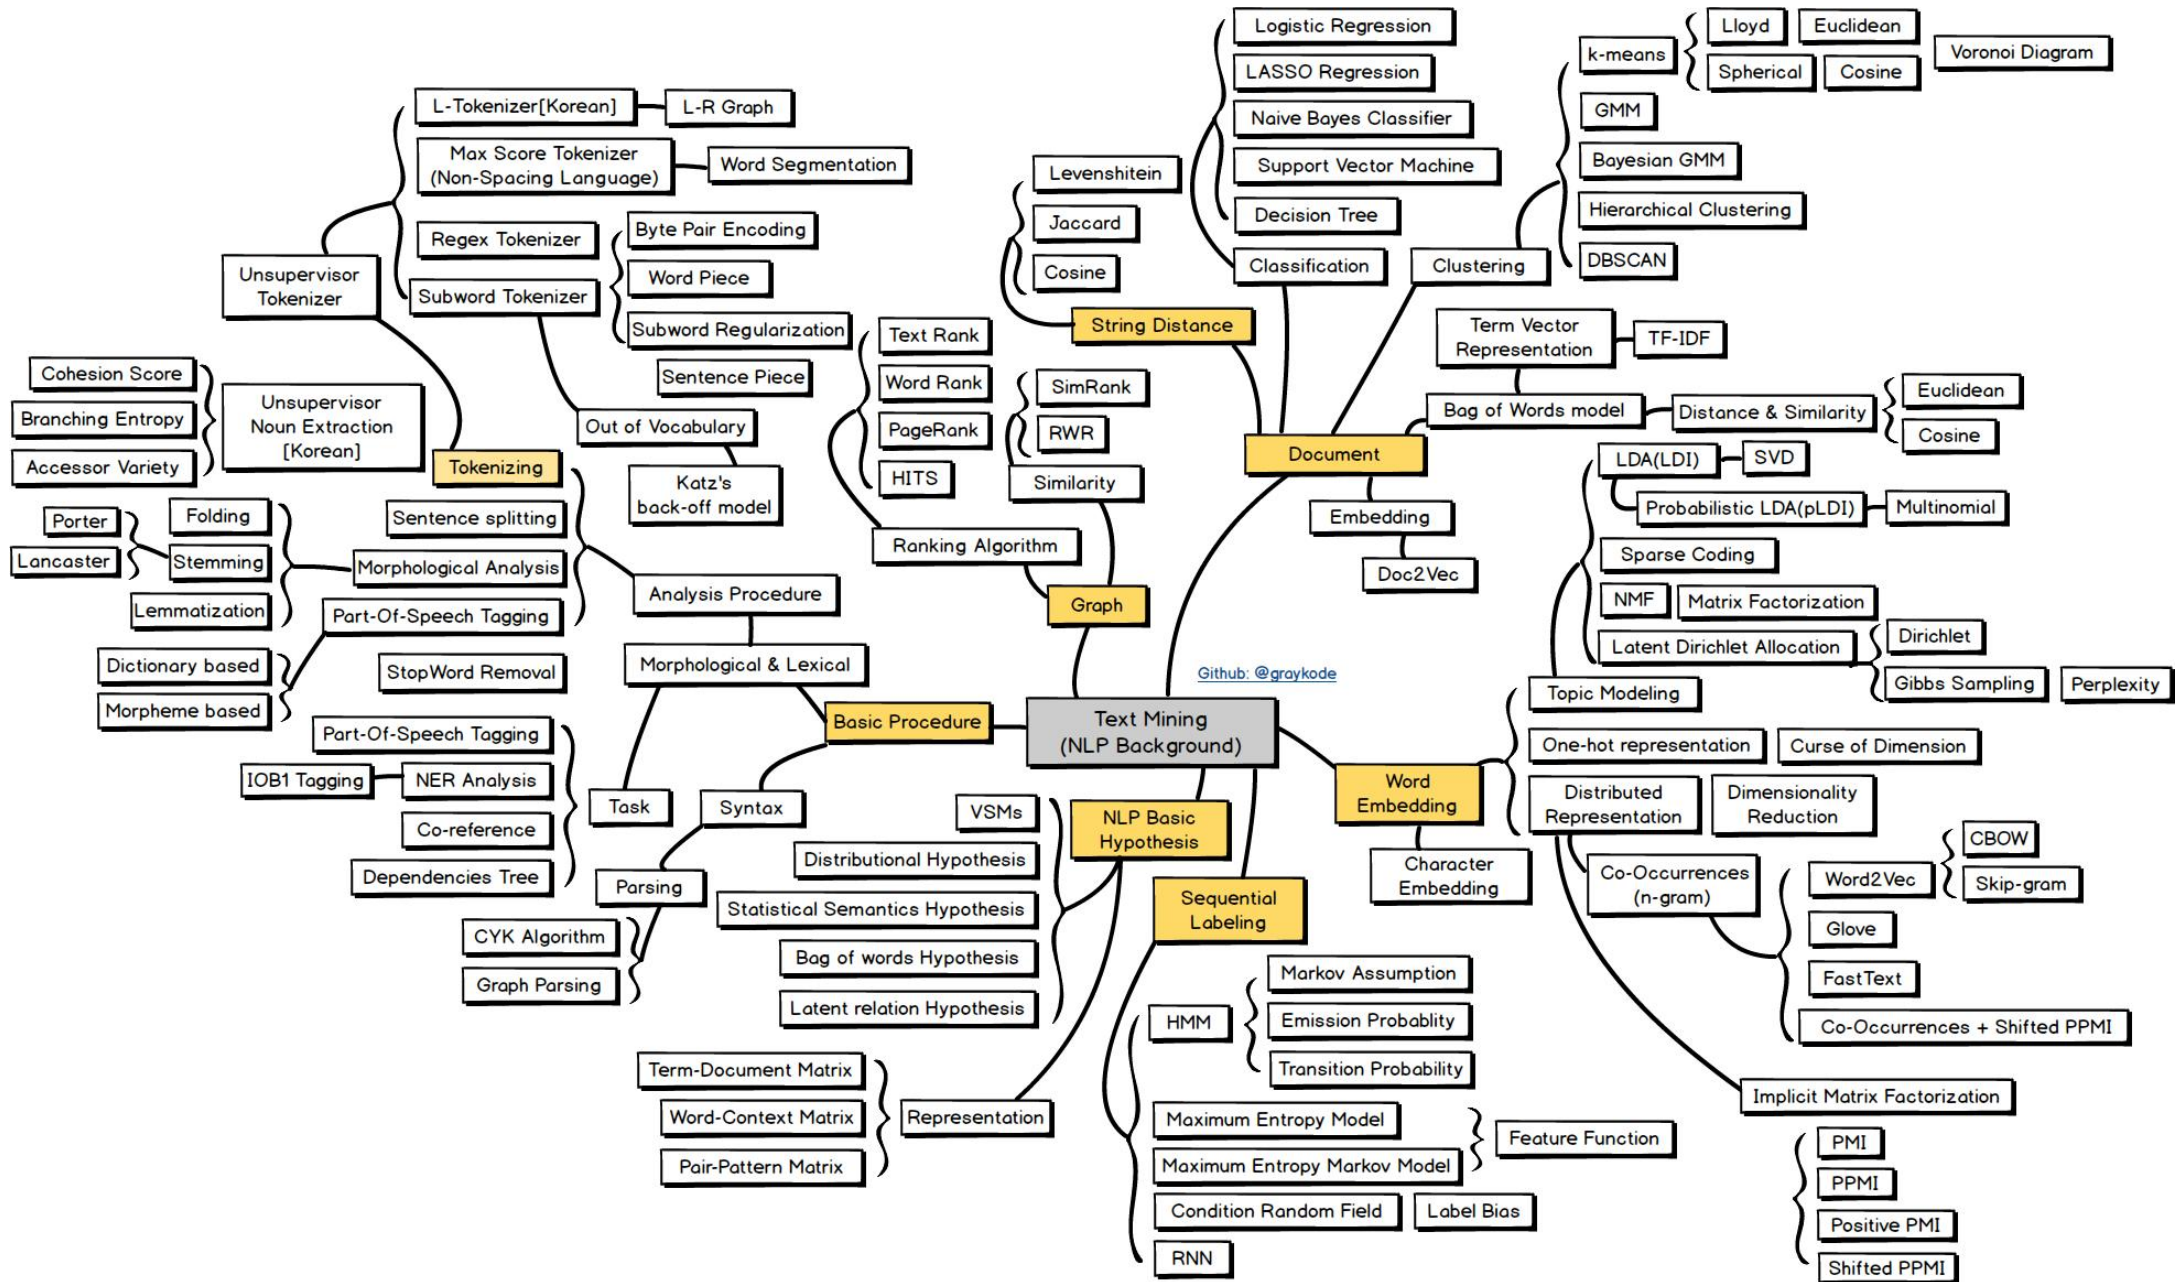 Logistic Regression
LASSO Regression
Naive Bayes Classifier
Support Vector Machine
Decision Tree
Classification
k-means
Lloyd
Euclidean
Spherical
Cosine
Voronoi Diagram
GMM
Bayesian GMM
Hierarchical Clustering
DBSCAN
Clustering
L-Tokenizer[Korean]
L-R Graph
Max Score Tokenizer
(Non-Spacing Language)
Word Segmentation
Regex Tokenizer
Subword Tokenizer
Byte Pair Encoding
Word Piece
Subword Regularization
Sentence Piece
Unsupervisor
Tokenizer
Out of Vocabulary
Katz's
back-off model
Cohesion Score
Branching Entropy
Accessor Variety
Unsupervisor
Noun Extraction
[Korean]
Tokenizing
Levenshitein
Jaccard
Cosine
String Distance
Text Rank
Word Rank
PageRank
HITS
Ranking Algorithm
SimRank
RWR
Similarity
Graph
Term Vector
Representation
TF-IDF
Bag of Words model
Distance & Similarity
Euclidean
Cosine
Document
Embedding
Doc2Vec
LDA(LDI)
SVD
Probabilistic LDA(pLDI)
Multinomial
Sparse Coding
NMF
Matrix Factorization
Latent Dirichlet Allocation
Dirichlet
Gibbs Sampling
Perplexity
Topic Modeling
Sentence splitting
Porter
Lancaster
Folding
Stemming
Lemmatization
Morphological Analysis
Part-Of-Speech Tagging
Dictionary based
Morpheme based
StopWord Removal
Analysis Procedure
Morphological & Lexical
Github: @graykode
Basic Procedure
Text Mining
(NLP Background)
Part-Of-Speech Tagging
IOB1 Tagging
NER Analysis
Co-reference
Dependencies Tree
Task
Syntax
Parsing
CYK Algorithm
Graph Parsing
VSMs
Distributional Hypothesis
Statistical Semantics Hypothesis
Bag of words Hypothesis
Latent relation Hypothesis
NLP Basic
Hypothesis
Term-Document Matrix
Word-Context Matrix
Pair-Pattern Matrix
Representation
Sequential
Labeling
HMM
Markov Assumption
Emission Probablity
Transition Probability
Maximum Entropy Model
Maximum Entropy Markov Model
Feature Function
Condition Random Field
Label Bias
RNN
Word
Embedding
Character
Embedding
One-hot representation
Curse of Dimension
Distributed
Representation
Dimensionality
Reduction
Co-Occurrences
(n-gram)
Word2Vec
CBOW
Skip-gram
Glove
FastText
Co-Occurrences + Shifted PPMI
Implicit Matrix Factorization
PMI
PPMI
Positive PMI
Shifted PPMI